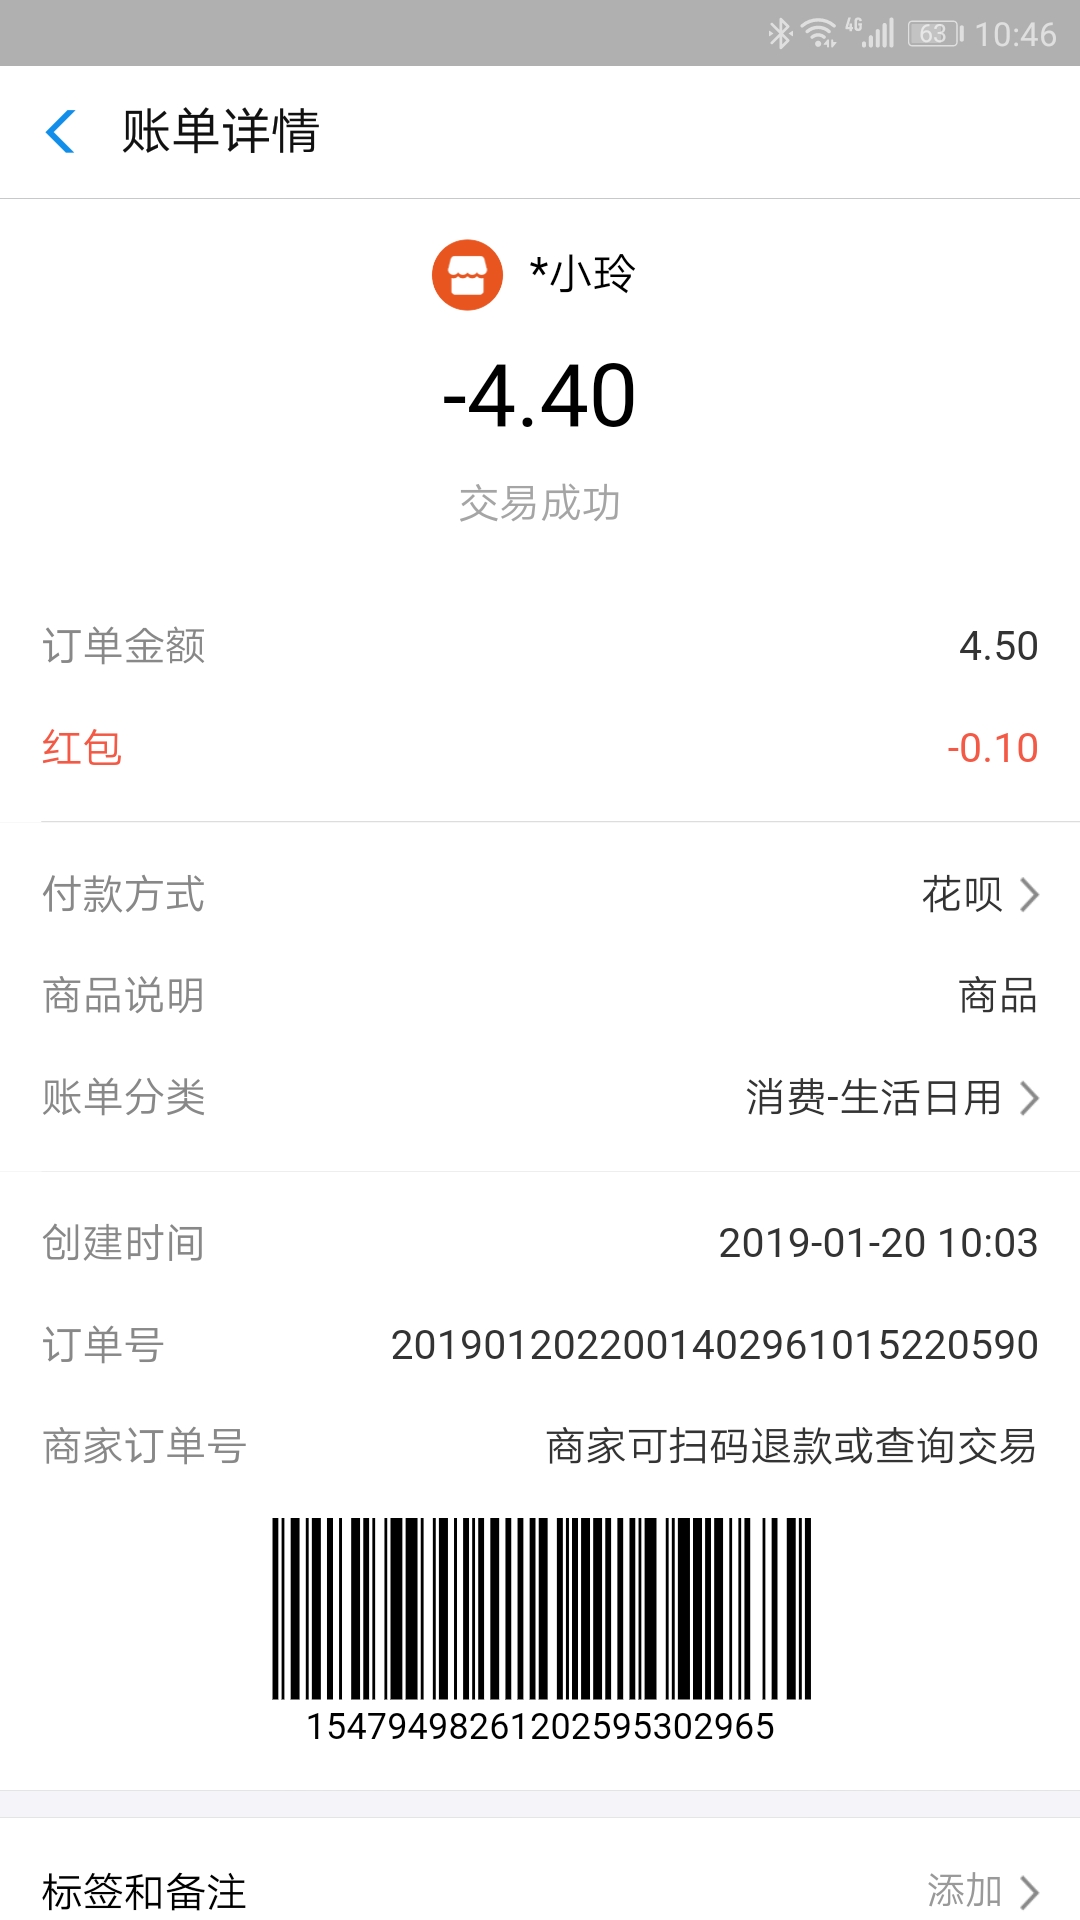 4G 63 10:46
账单详情
*小玲
-4.40
交易成功
订单金额 4.50
红包 -0.10
付款方式 花呗
商品说明 商品
账单分类 消费-生活日用
创建时间 2019-01-20 10:03
订单号 2019012022001402961015220590
商家订单号 商家可扫码退款或查询交易
15479498261202595302965
标签和备注 添加